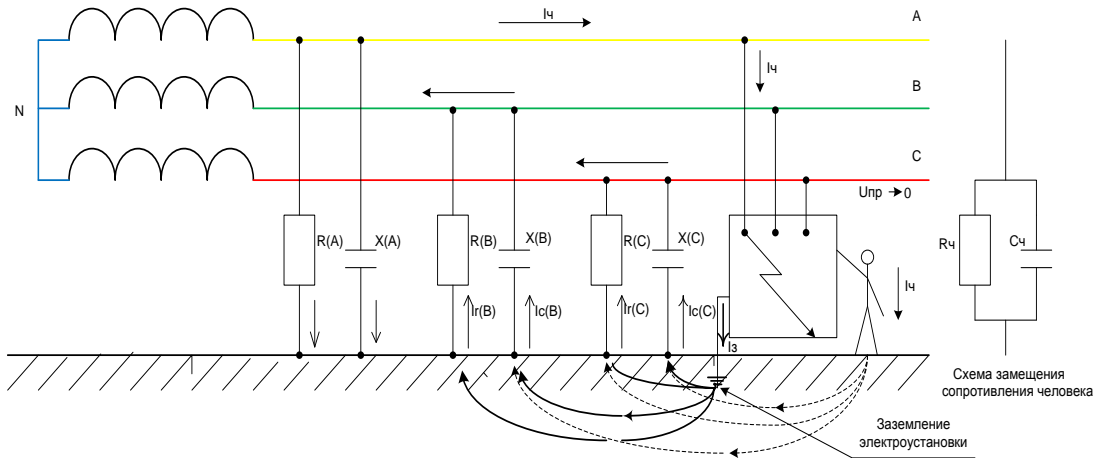 Iч
A
N
Iч
B
C
Uпр → 0
R(A)
X(A)
R(B)
X(B)
R(C)
X(C)
Rч
Cч
Ir(B)
Ic(B)
Ir(C)
Ic(C)
Iч
Iз
Схема замещения
сопротивления человека
Заземление
электроустановки